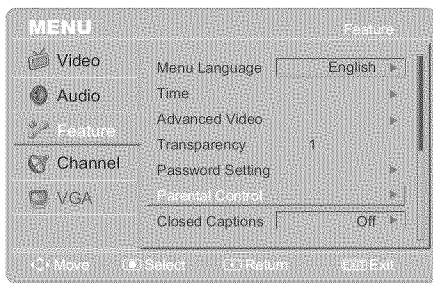 MENU
Feature
Video
Audio
Feature
Channel
VGA
Menu Language English
Time
Advanced Video
Transparency 1
Password Setting
Parental Control
Closed Captions Off
Move Select Return EXIT Exit